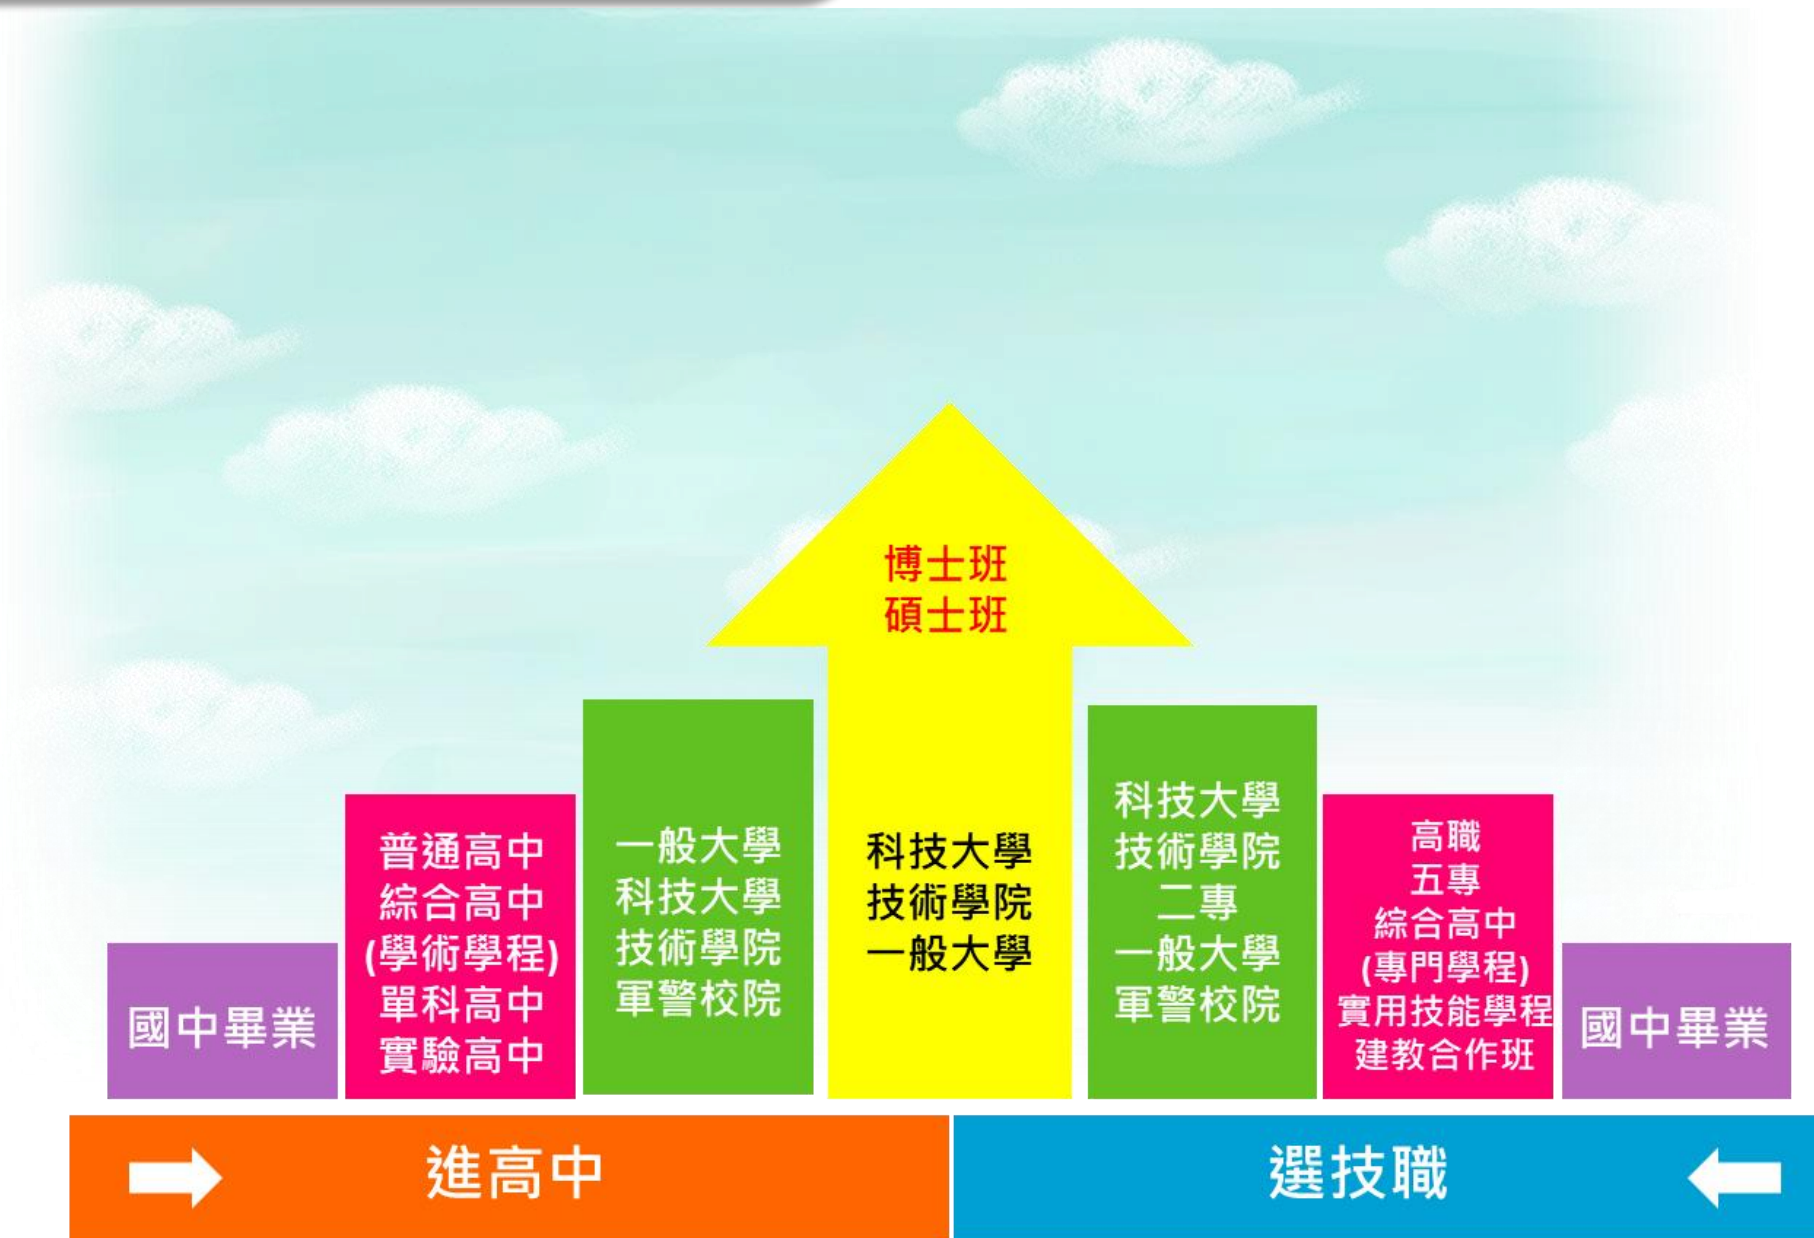 國中畢業
普通高中
綜合高中
(學術學程)
單科高中
實驗高中
一般大學
科技大學
技術學院
軍警校院
博士班
碩士班
科技大學
技術學院
一般大學
科技大學
技術學院
二專
一般大學
軍警校院
高職
五專
綜合高中
(專門學程)
實用技能學程
建教合作班
國中畢業
進高中
選技職